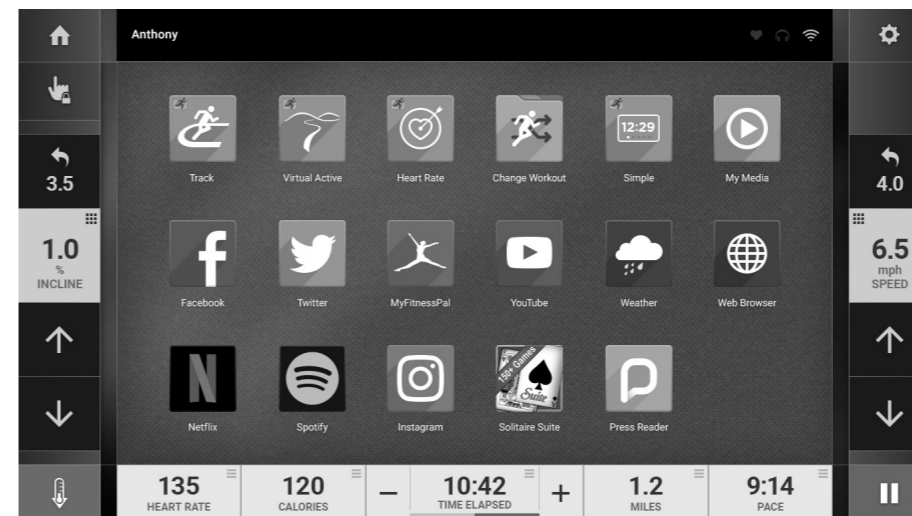 Anthony
3.5
1.0
%
INCLINE
4.0
6.5
mph
SPEED
12:29
Track
Virtual Active
Heart Rate
Change Workout
Simple
My Media
Facebook
Twitter
MyFitnessPal
YouTube
Weather
Web Browser
N
150+ Games
Suite
Netflix
Spotify
Instagram
Solitaire Suite
Press Reader
135
HEART RATE
120
CALORIES
10:42
TIME ELAPSED
1.2
MILES
9:14
PACE